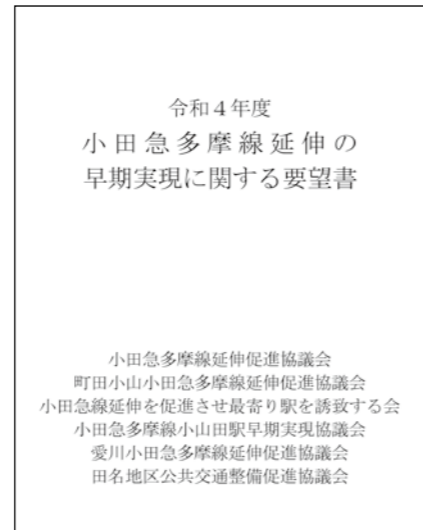 令和４年度
小田急多摩線延伸の
早期実現に関する要望書
小田急多摩線延伸促進協議会
町田小山小田急多摩線延伸促進協議会
小田急線延伸を促進させ最寄り駅を誘致する会
小田急多摩線小山田駅早期実現協議会
愛川小田急多摩線延伸促進協議会
田名地区公共交通整備促進協議会